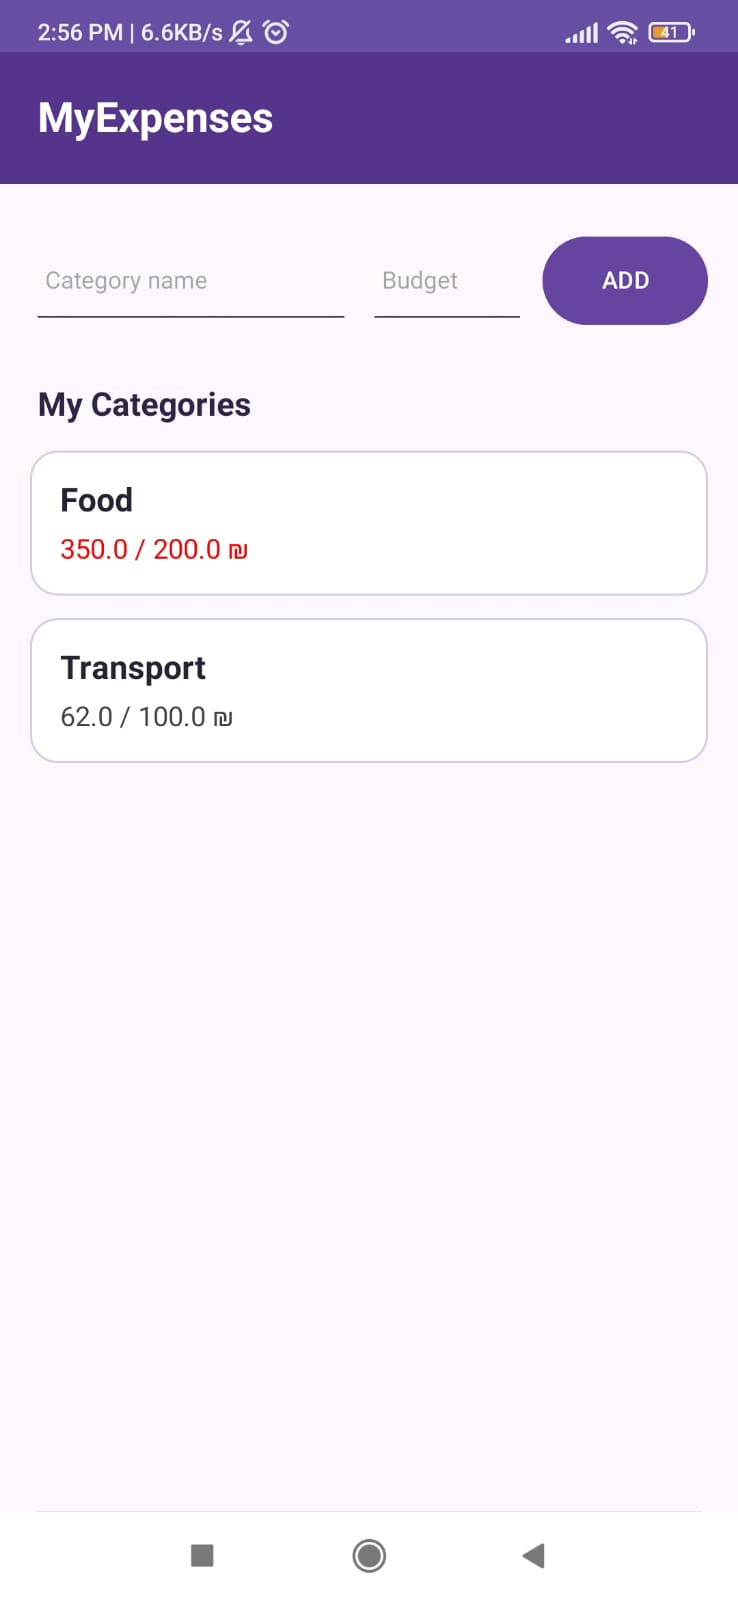 2:56 PM | 6.6KB/s 41
MyExpenses
Category name Budget ADD
My Categories
Food
350.0 / 200.0 ₪
Transport
62.0 / 100.0 ₪